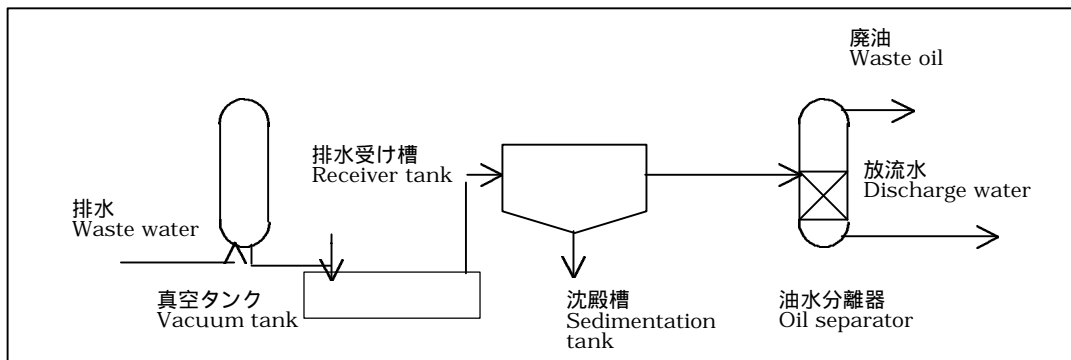 廃油
Waste oil
排水受け槽
Receiver tank
放流水
Discharge water
排水
Waste water
真空タンク
Vacuum tank
沈殿槽
Sedimentation
tank
油水分離器
Oil separator